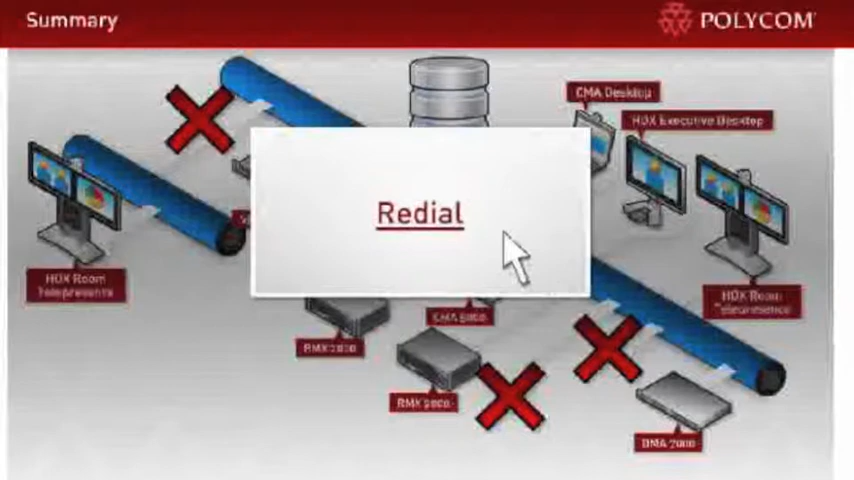 Summary
POLYCOM
CMA Desktop
HDX Executive Desktop
Redial
HDX Room
Telepresence
HDX Room
Telepresence
CMA 5000
RMX 2000
RMX 2000
DMA 7000